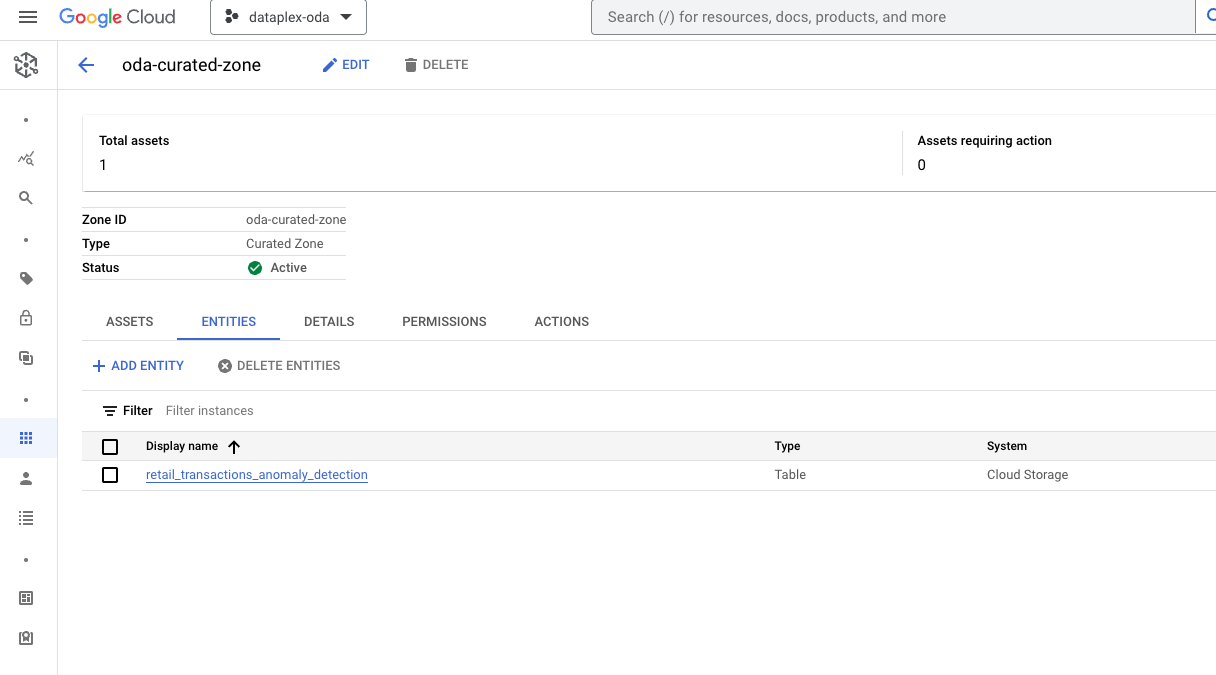 Google Cloud
dataplex-oda
Search (/) for resources, docs, products, and more
oda-curated-zone
EDIT
DELETE
Total assets
1
Assets requiring action
0
Zone ID oda-curated-zone
Type Curated Zone
Status Active
ASSETS ENTITIES DETAILS PERMISSIONS ACTIONS
ADD ENTITY DELETE ENTITIES
Filter Filter instances
Display name Type System
retail_transactions_anomaly_detection Table Cloud Storage